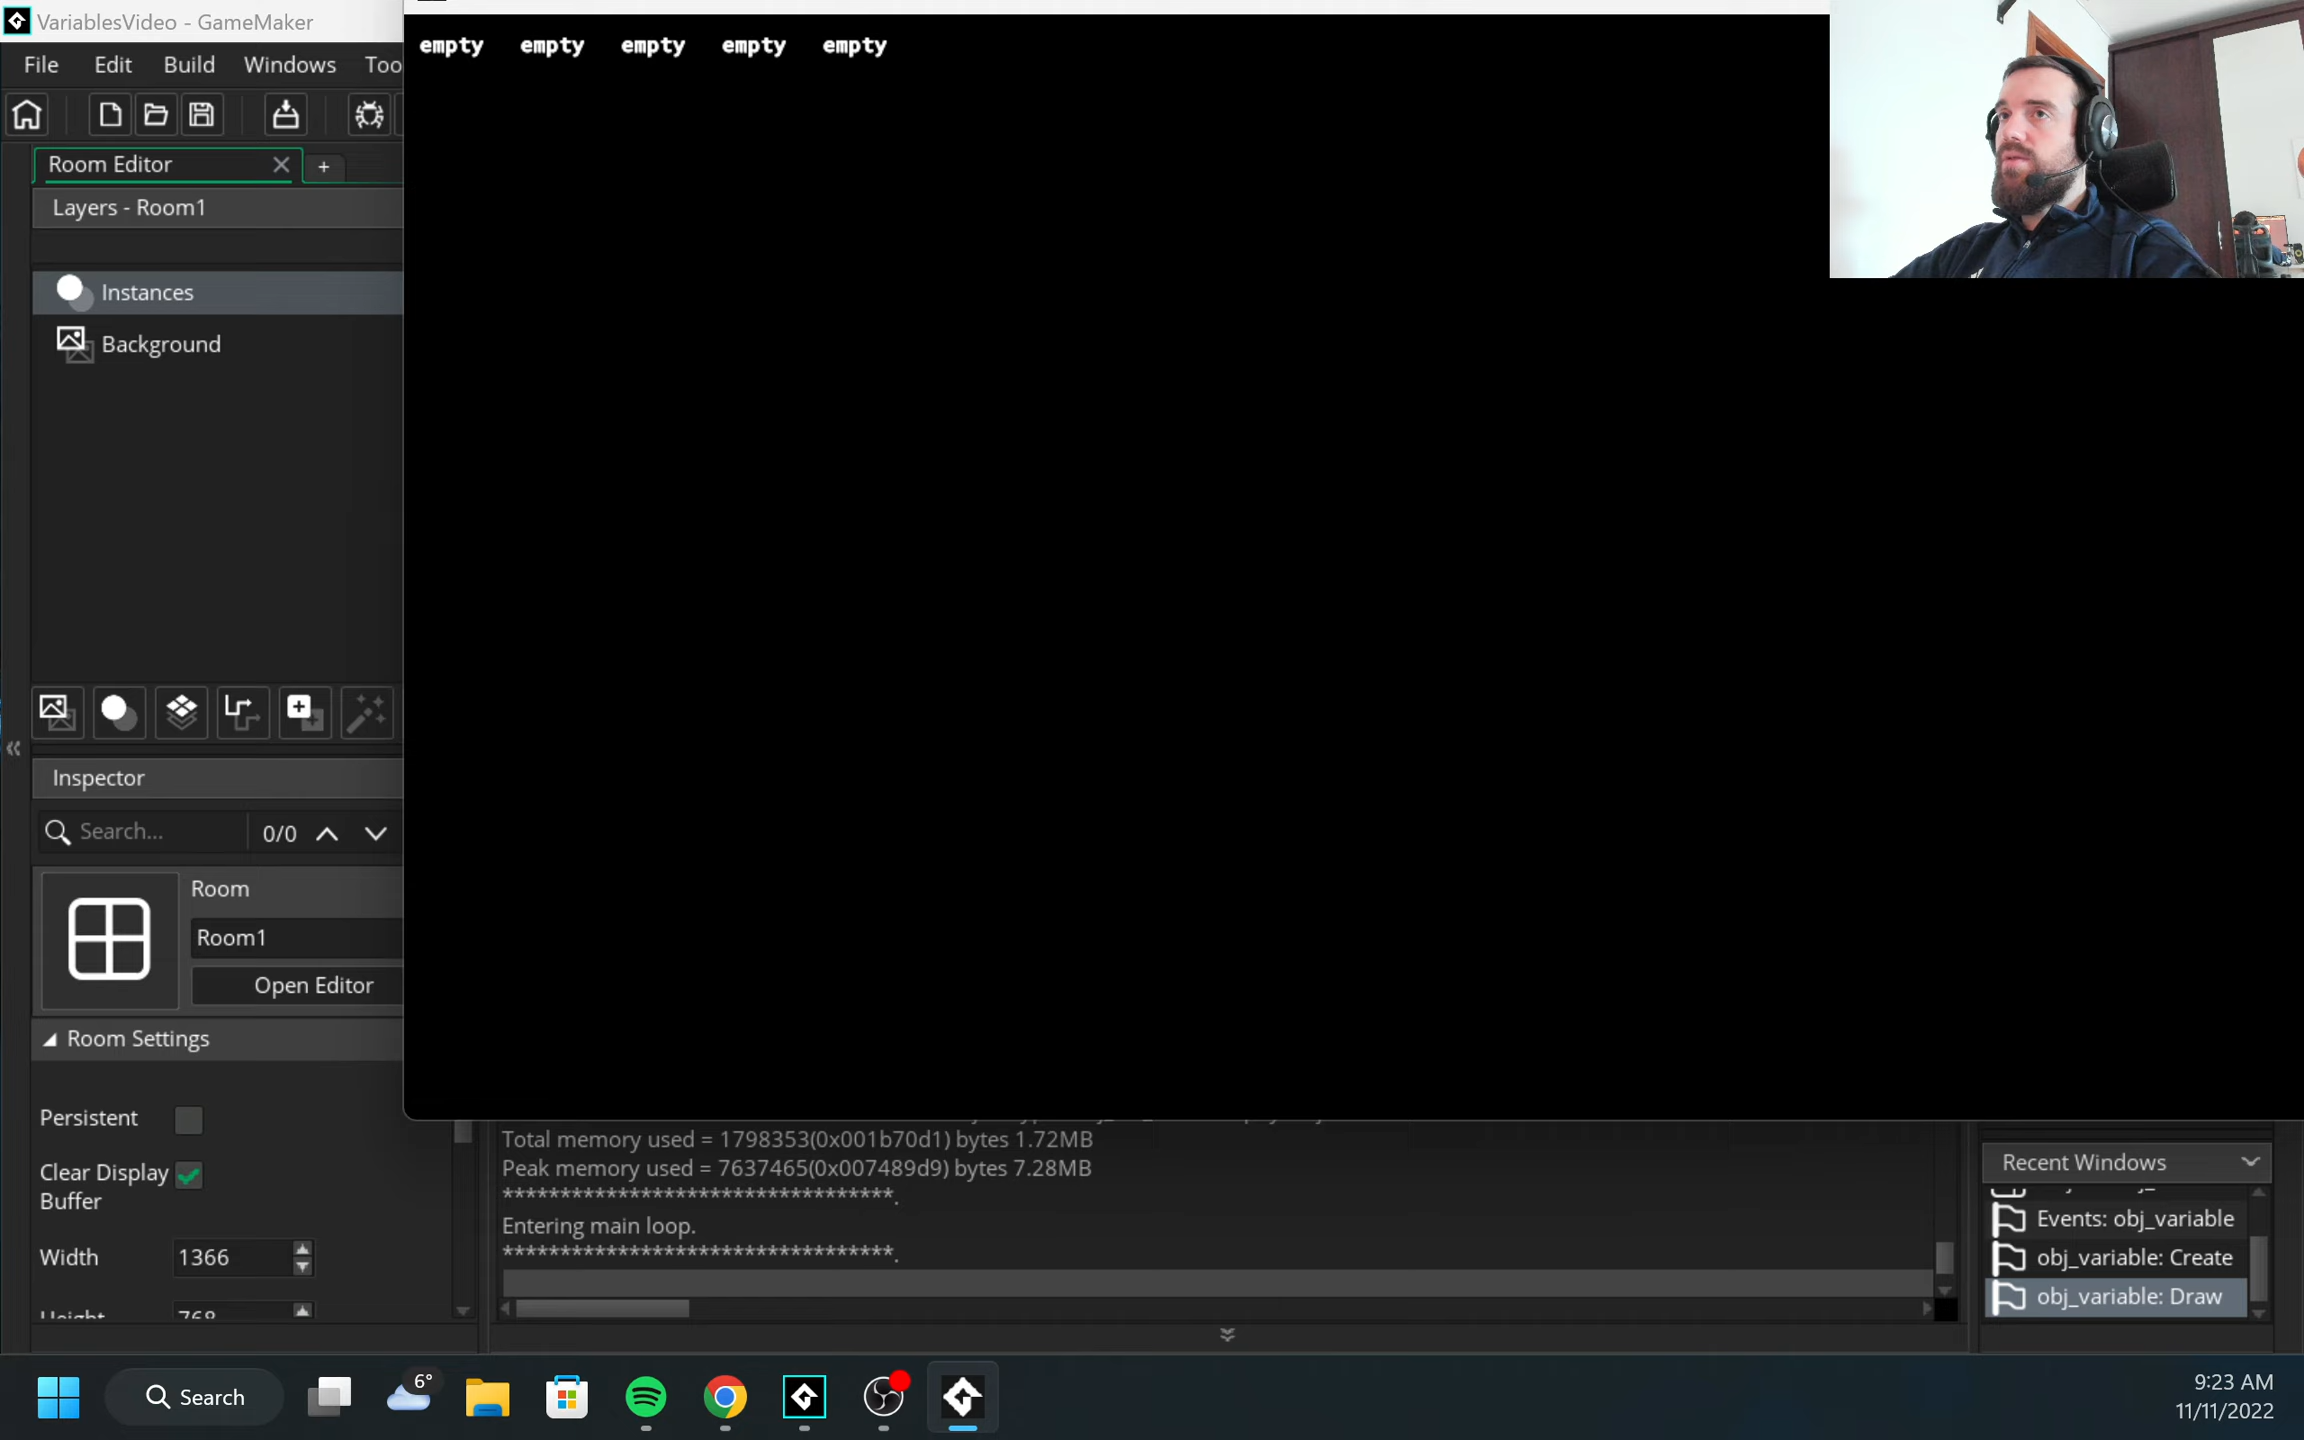 VariablesVideo - GameMaker
empty empty empty empty empty
File Edit Build Windows Too
Room Editor
Layers - Room1
Instances
Background
Inspector
Search... 0/0
Room
Room1
Open Editor
Room Settings
Persistent
Clear Display
Buffer
Width 1366
Height 768
Total memory used = 1798353(0x001b70d1) bytes 1.72MB
Peak memory used = 7637465(0x007489d9) bytes 7.28MB
**********************************.
Entering main loop.
**********************************.
Recent Windows
Events: obj_variable
obj_variable: Create
obj_variable: Draw
6°
Search
9:23 AM
11/11/2022